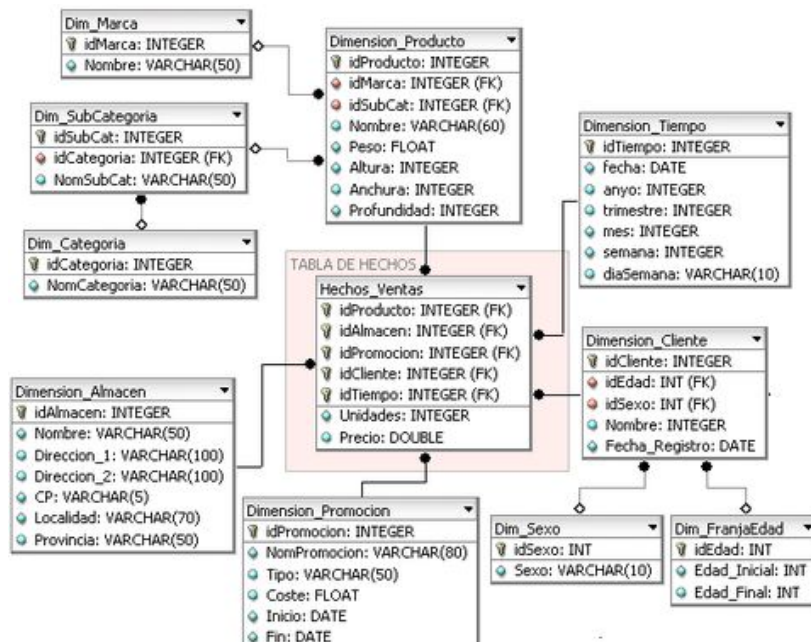 Dim_Marca
idMarca: INTEGER
Nombre: VARCHAR(50)
Dimension_Producto
idProducto: INTEGER
idMarca: INTEGER (FK)
idSubCat: INTEGER (FK)
Nombre: VARCHAR(60)
Peso: FLOAT
Altura: INTEGER
Anchura: INTEGER
Profundidad: INTEGER
Dim_SubCategoria
idSubCat: INTEGER
idCategoria: INTEGER (FK)
NomSubCat: VARCHAR(50)
Dimension_Tiempo
idTiempo: INTEGER
fecha: DATE
anyo: INTEGER
trimestre: INTEGER
mes: INTEGER
semana: INTEGER
diaSemana: VARCHAR(10)
Dim_Categoria
idCategoria: INTEGER
NomCategoria: VARCHAR(50)
TABLA DE HECHOS
Hechos_Ventas
idProducto: INTEGER (FK)
idAlmacen: INTEGER (FK)
idPromocion: INTEGER (FK)
idCliente: INTEGER (FK)
idTiempo: INTEGER (FK)
Unidades: INTEGER
Precio: DOUBLE
Dimension_Cliente
idCliente: INTEGER
idEdad: INT (FK)
idSexo: INT (FK)
Nombre: INTEGER
Fecha_Registro: DATE
Dimension_Almacen
idAlmacen: INTEGER
Nombre: VARCHAR(50)
Direccion_1: VARCHAR(100)
Direccion_2: VARCHAR(100)
CP: VARCHAR(5)
Localidad: VARCHAR(70)
Provincia: VARCHAR(50)
Dimension_Promocion
idPromocion: INTEGER
NomPromocion: VARCHAR(80)
Tipo: VARCHAR(50)
Coste: FLOAT
Inicio: DATE
Fin: DATE
Dim_Sexo
idSexo: INT
Sexo: VARCHAR(10)
Dim_FranjaEdad
idEdad: INT
Edad_Inicial: INT
Edad_Final: INT